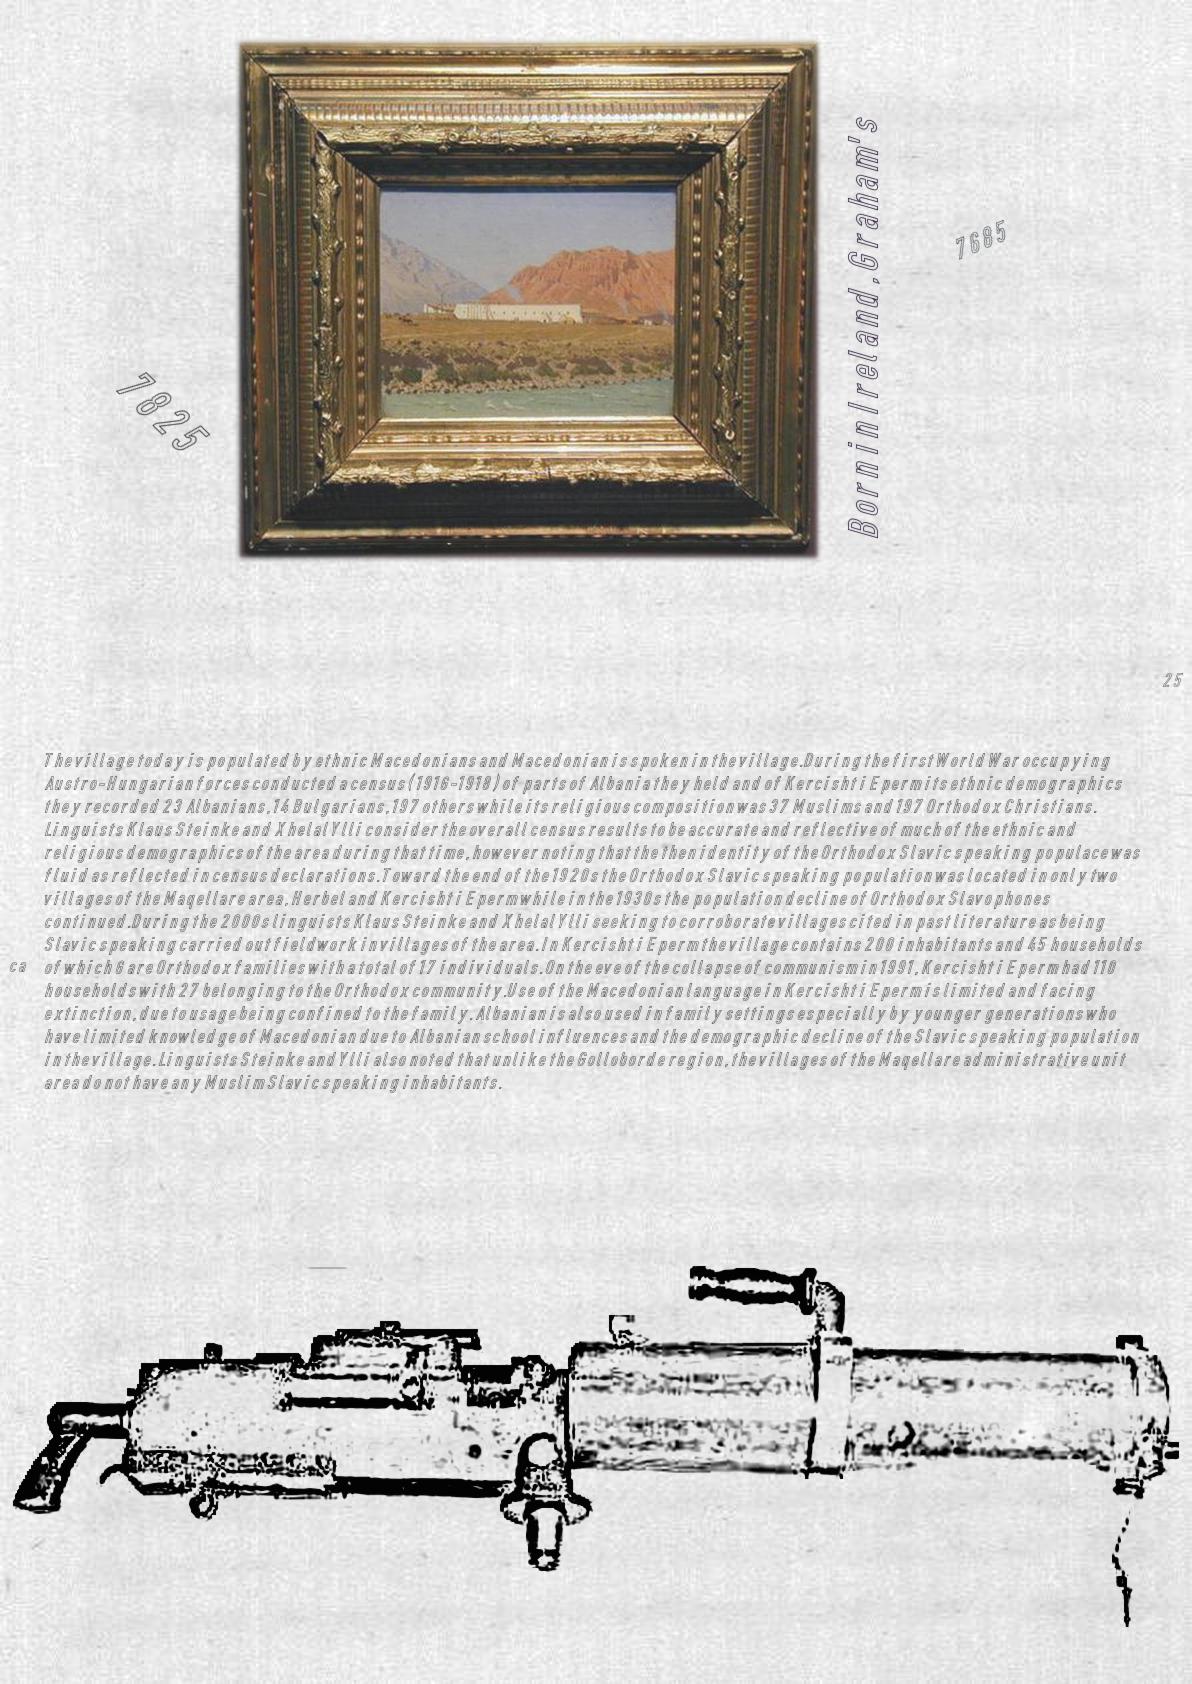 Born in Ireland, Graham's
7685
7825
25
The village today is populated by ethnic Macedonians and Macedonian is spoken in the village. During the first World War occupying
Austro-Hungarian forces conducted a census (1916-1918) of parts of Albania they held and of Kercishti Epermits ethnic demographics
they recorded 23 Albanians, 14 Bulgarians, 197 others while its religious composition was 37 Muslims and 197 Orthodox Christians.
Linguists Klaus Steinke and Xhelal Ylli consider the overall census results to be accurate and reflective of much of the ethnic and
religious demographics of the area during that time, however noting that the then identity of the Orthodox Slavic speaking populace was
fluid as reflected in census declarations. Toward the end of the 1920s the Orthodox Slavic speaking population was located in only two
villages of the Maqellare area, Herbel and Kercishti Eperm while in the 1930s the population decline of Orthodox Slavophones
continued. During the 2000s linguists Klaus Steinke and Xhelal Ylli seeking to corroborate villages cited in past literature as being
Slavic speaking carried out fieldwork in villages of the area. In Kercishti Eperm the village contains 200 inhabitants and 45 households
ca
of which 6 are Orthodox families with a total of 17 individuals. On the eve of the collapse of communism in 1991, Kercishti Eperm had 110
households with 27 belonging to the Orthodox community. Use of the Macedonian language in Kercishti Eperm is limited and facing
extinction, due to usage being confined to the family. Albanian is also used in family settings especially by younger generations who
have limited knowledge of Macedonian due to Albanian school influences and the demographic decline of the Slavic speaking population
in the village. Linguists Steinke and Ylli also noted that unlike the Golloborde region, the villages of the Maqellare administrative unit
area do not have any Muslim Slavic speaking inhabitants.